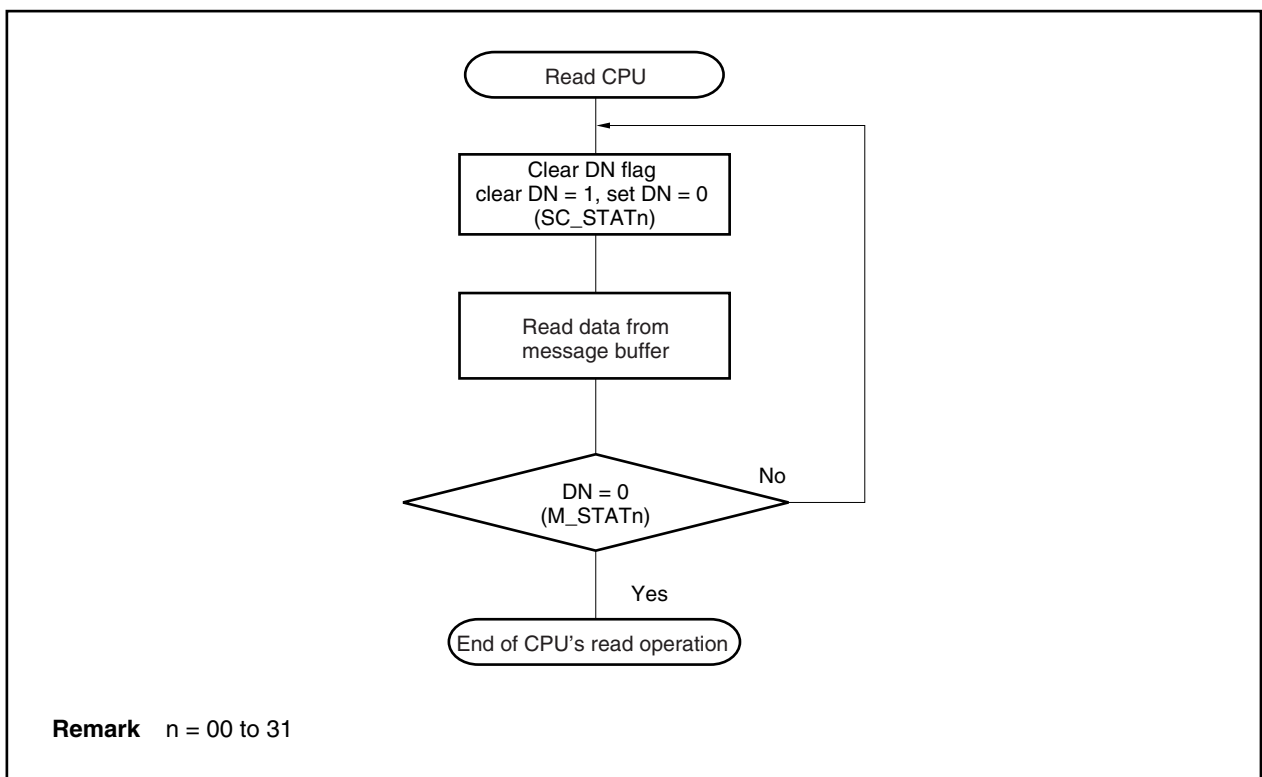 Read CPU
Clear DN flag
clear DN = 1, set DN = 0
(SC_STATn)
Read data from
message buffer
DN = 0
(M_STATn)
No
Yes
End of CPU's read operation
Remark n = 00 to 31